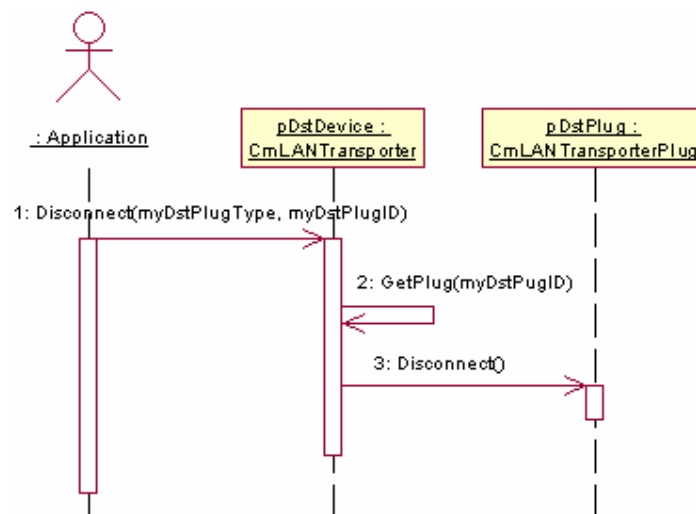 : Application
pDstDevice :
CmLANTransporter
pDstPlug :
CmLANTransporterPlug
1: Disconnect(myDstPlugType, myDstPlugID)
2: GetPlug(myDstPugID)
3: Disconnect()